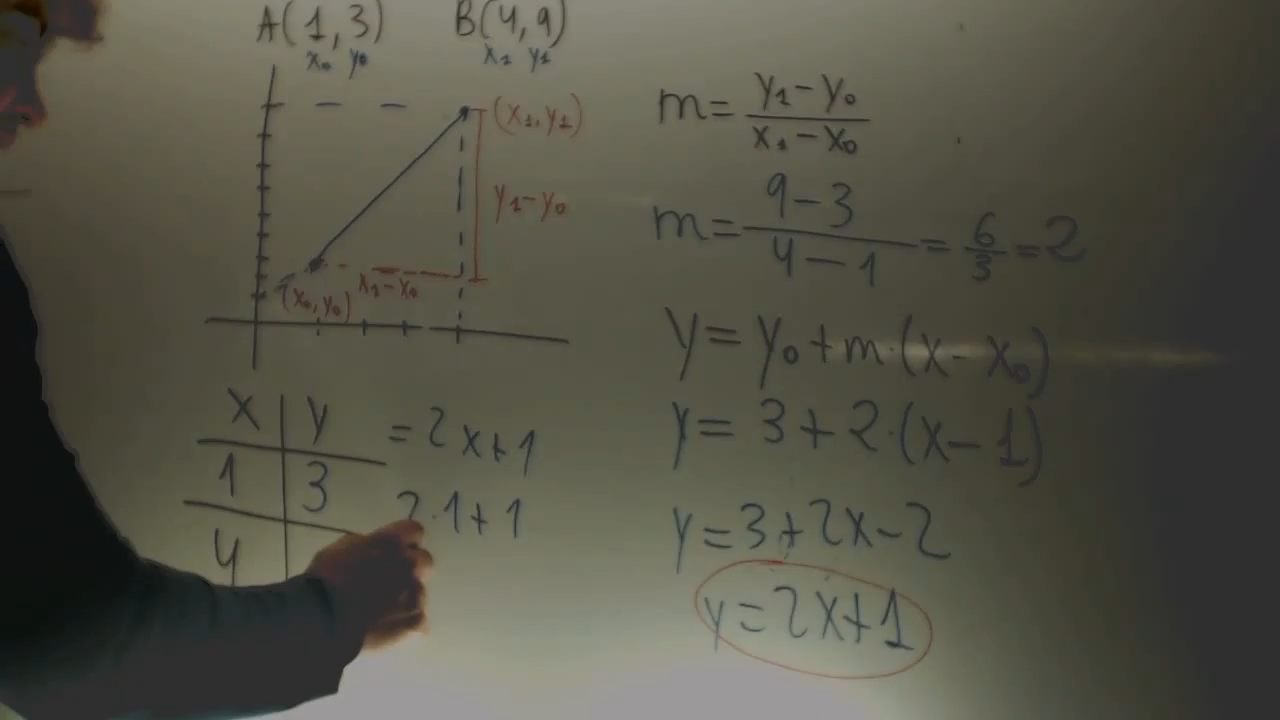 A(1,3) B(4,9)
x₀ y₀ x₁ y₁
(x₁,y₁)
y₁-y₀
x₁-x₀
(x₀,y₀)
x y =2x+1
1 3 2·1+1
4
m= y₁-y₀ / x₁-x₀
m= 9-3 / 4-1 = 6/3 =2
y=y₀+m·(x-x₀)
y=3+2·(x-1)
y=3+2x-2
y=2x+1